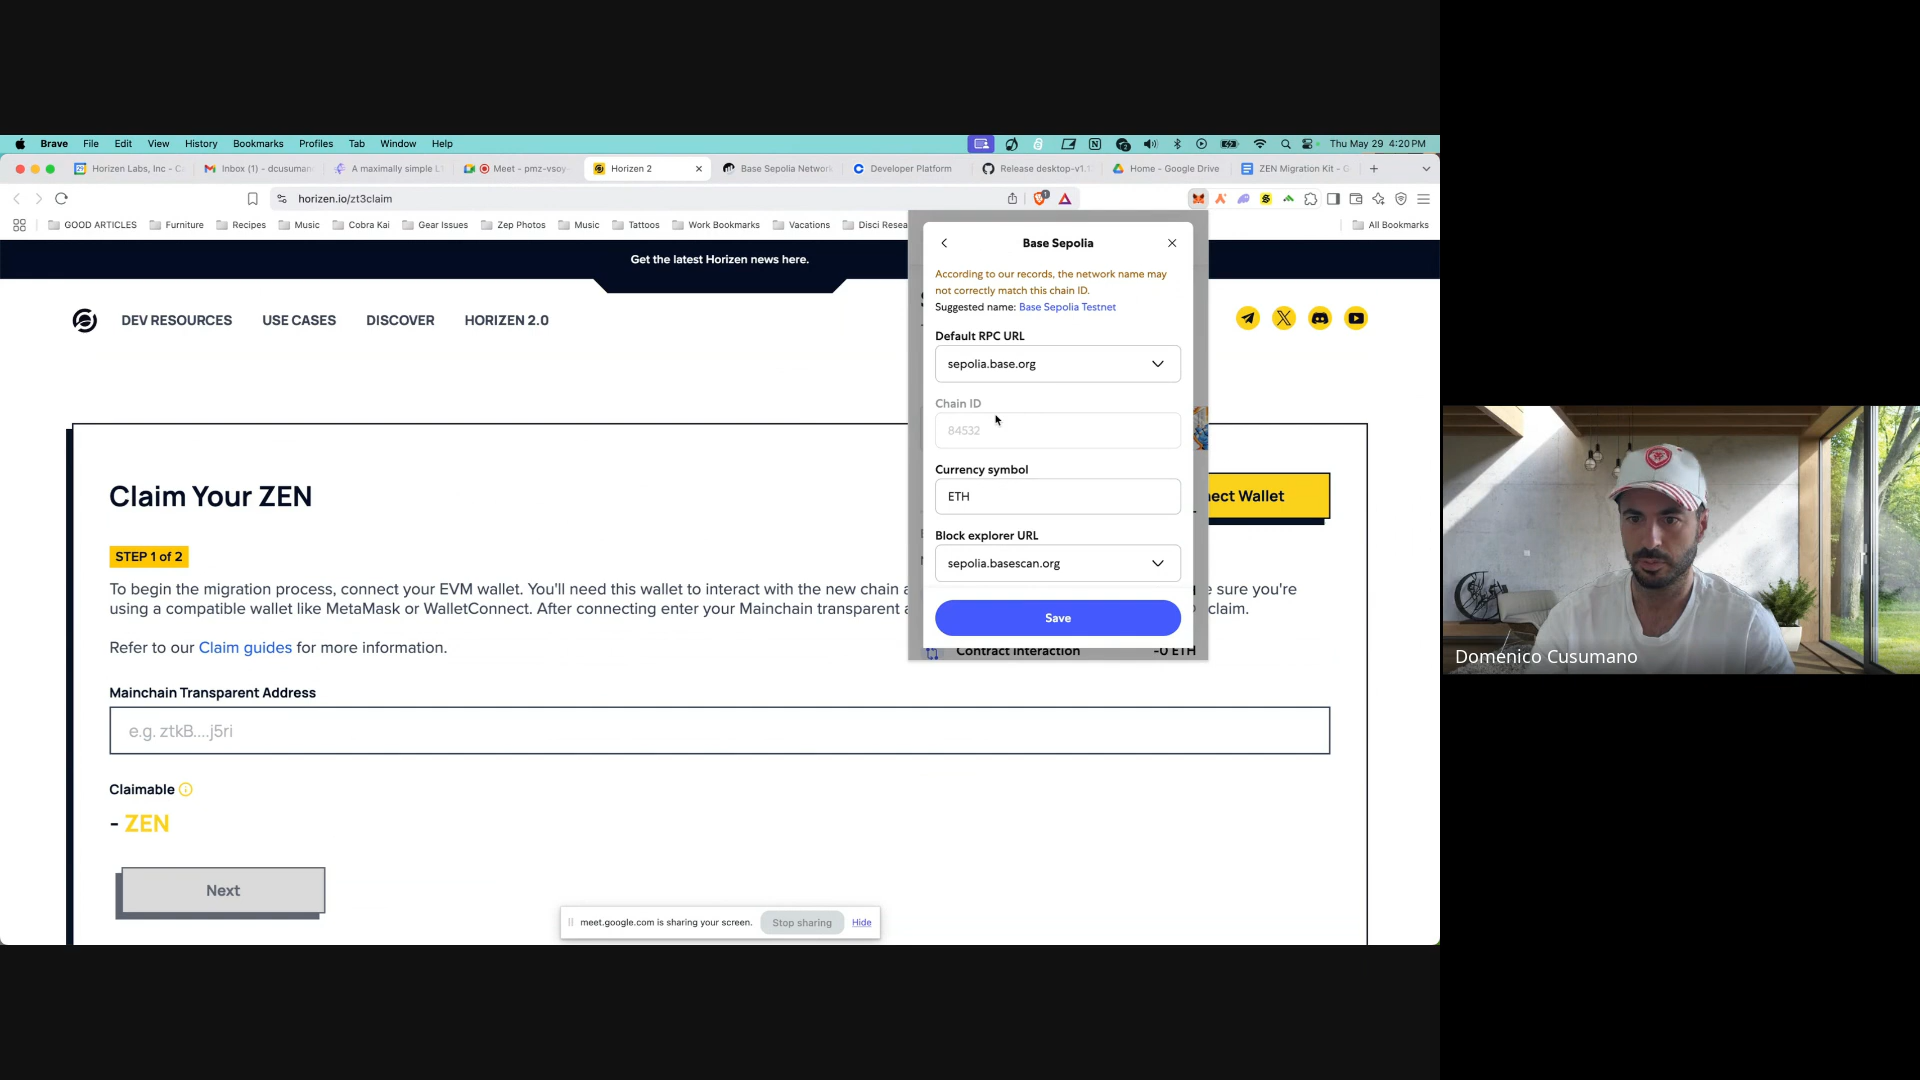 Brave File Edit View History Bookmarks Profiles Tab Window Help Thu May 29 4:20 PM
Horizen Labs, Inc - C
Inbox (1) - dcusuman
A maximally simple L1
Meet - pmz-vsoy-
Horizen 2
Base Sepolia Network
Developer Platform
Release desktop-v1.1
Home - Google Drive
ZEN Migration Kit - G
horizen.io/zt3claim
GOOD ARTICLES Furniture Recipes Music Cobra Kai Gear Issues Zep Photos Music Tattoos Work Bookmarks Vacations Disci Resea All Bookmarks
Get the latest Horizen news here.
DEV RESOURCES USE CASES DISCOVER HORIZEN 2.0
Base Sepolia
According to our records, the network name may
not correctly match this chain ID.
Suggested name: Base Sepolia Testnet
Default RPC URL
sepolia.base.org
Chain ID
84532
Currency symbol
ETH
Block explorer URL
sepolia.basescan.org
Save
Contract interaction -0 ETH
Claim Your ZEN
ect Wallet
STEP 1 of 2
To begin the migration process, connect your EVM wallet. You'll need this wallet to interact with the new chain a e sure you're
using a compatible wallet like MetaMask or WalletConnect. After connecting enter your Mainchain transparent a claim.
Refer to our Claim guides for more information.
Mainchain Transparent Address
e.g. ztkB....j5ri
Claimable
- ZEN
Next
meet.google.com is sharing your screen. Stop sharing Hide
Domenico Cusumano